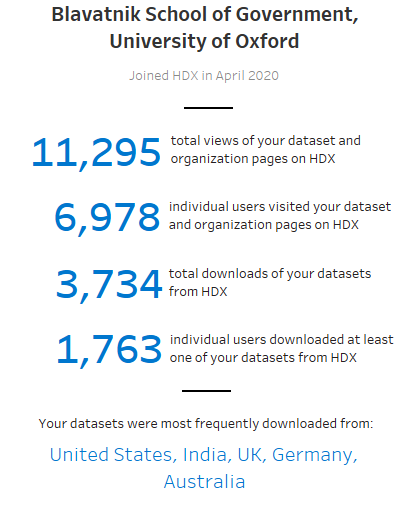 Blavatnik School of Government,
University of Oxford
Joined HDX in April 2020
11,295
total views of your dataset and
organization pages on HDX
6,978
individual users visited your dataset
and organization pages on HDX
3,734
total downloads of your datasets
from HDX
1,763
individual users downloaded at least
one of your datasets from HDX
Your datasets were most frequently downloaded from:
United States, India, UK, Germany,
Australia